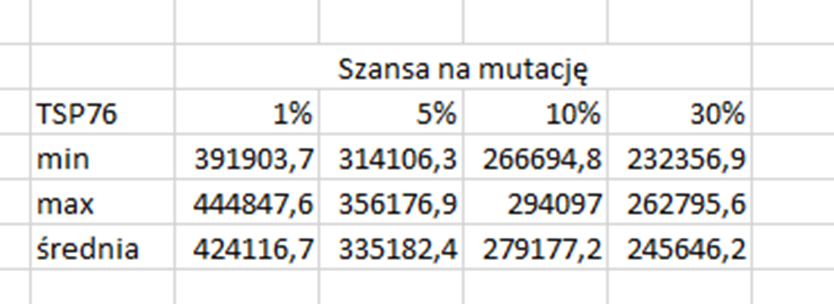 Szansa na mutację
TSP76 1% 5% 10% 30%
min 391903,7 314106,3 266694,8 232356,9
max 444847,6 356176,9 294097 262795,6
średnia 424116,7 335182,4 279177,2 245646,2